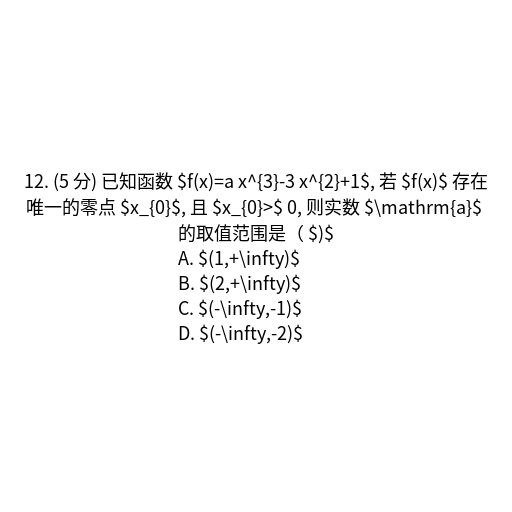 12. (5 分) 已知函数 $f(x)=a x^{3}-3 x^{2}+1$, 若 $f(x)$ 存在
唯一的零点 $x_{0}$, 且 $x_{0}>$ 0, 则实数 $\mathrm{a}$
的取值范围是（ $)$
A. $(1,+\infty)$
B. $(2,+\infty)$
C. $(-\infty,-1)$
D. $(-\infty,-2)$